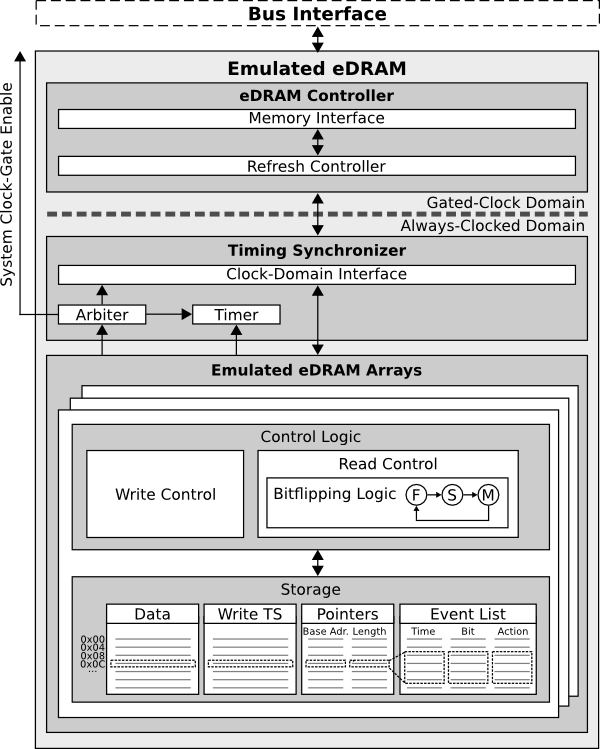 Bus Interface
Emulated eDRAM
eDRAM Controller
Memory Interface
Refresh Controller
System Clock-Gate Enable
Gated-Clock Domain
Always-Clocked Domain
Timing Synchronizer
Clock-Domain Interface
Arbiter
Timer
Emulated eDRAM Arrays
Control Logic
Write Control
Read Control
Bitflipping Logic
F S M
Storage
Data
Write TS
Pointers
Event List
Base Adr. Length
Time Bit Action
0x00
0x04
0x08
0x0C
...